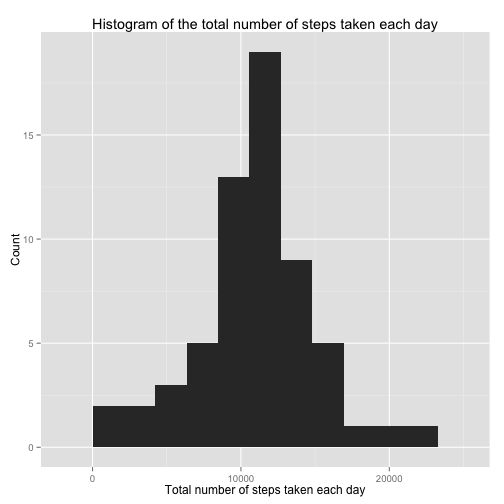 Histogram of the total number of steps taken each day
15
10
5
0
Count
0 10000 20000
Total number of steps taken each day